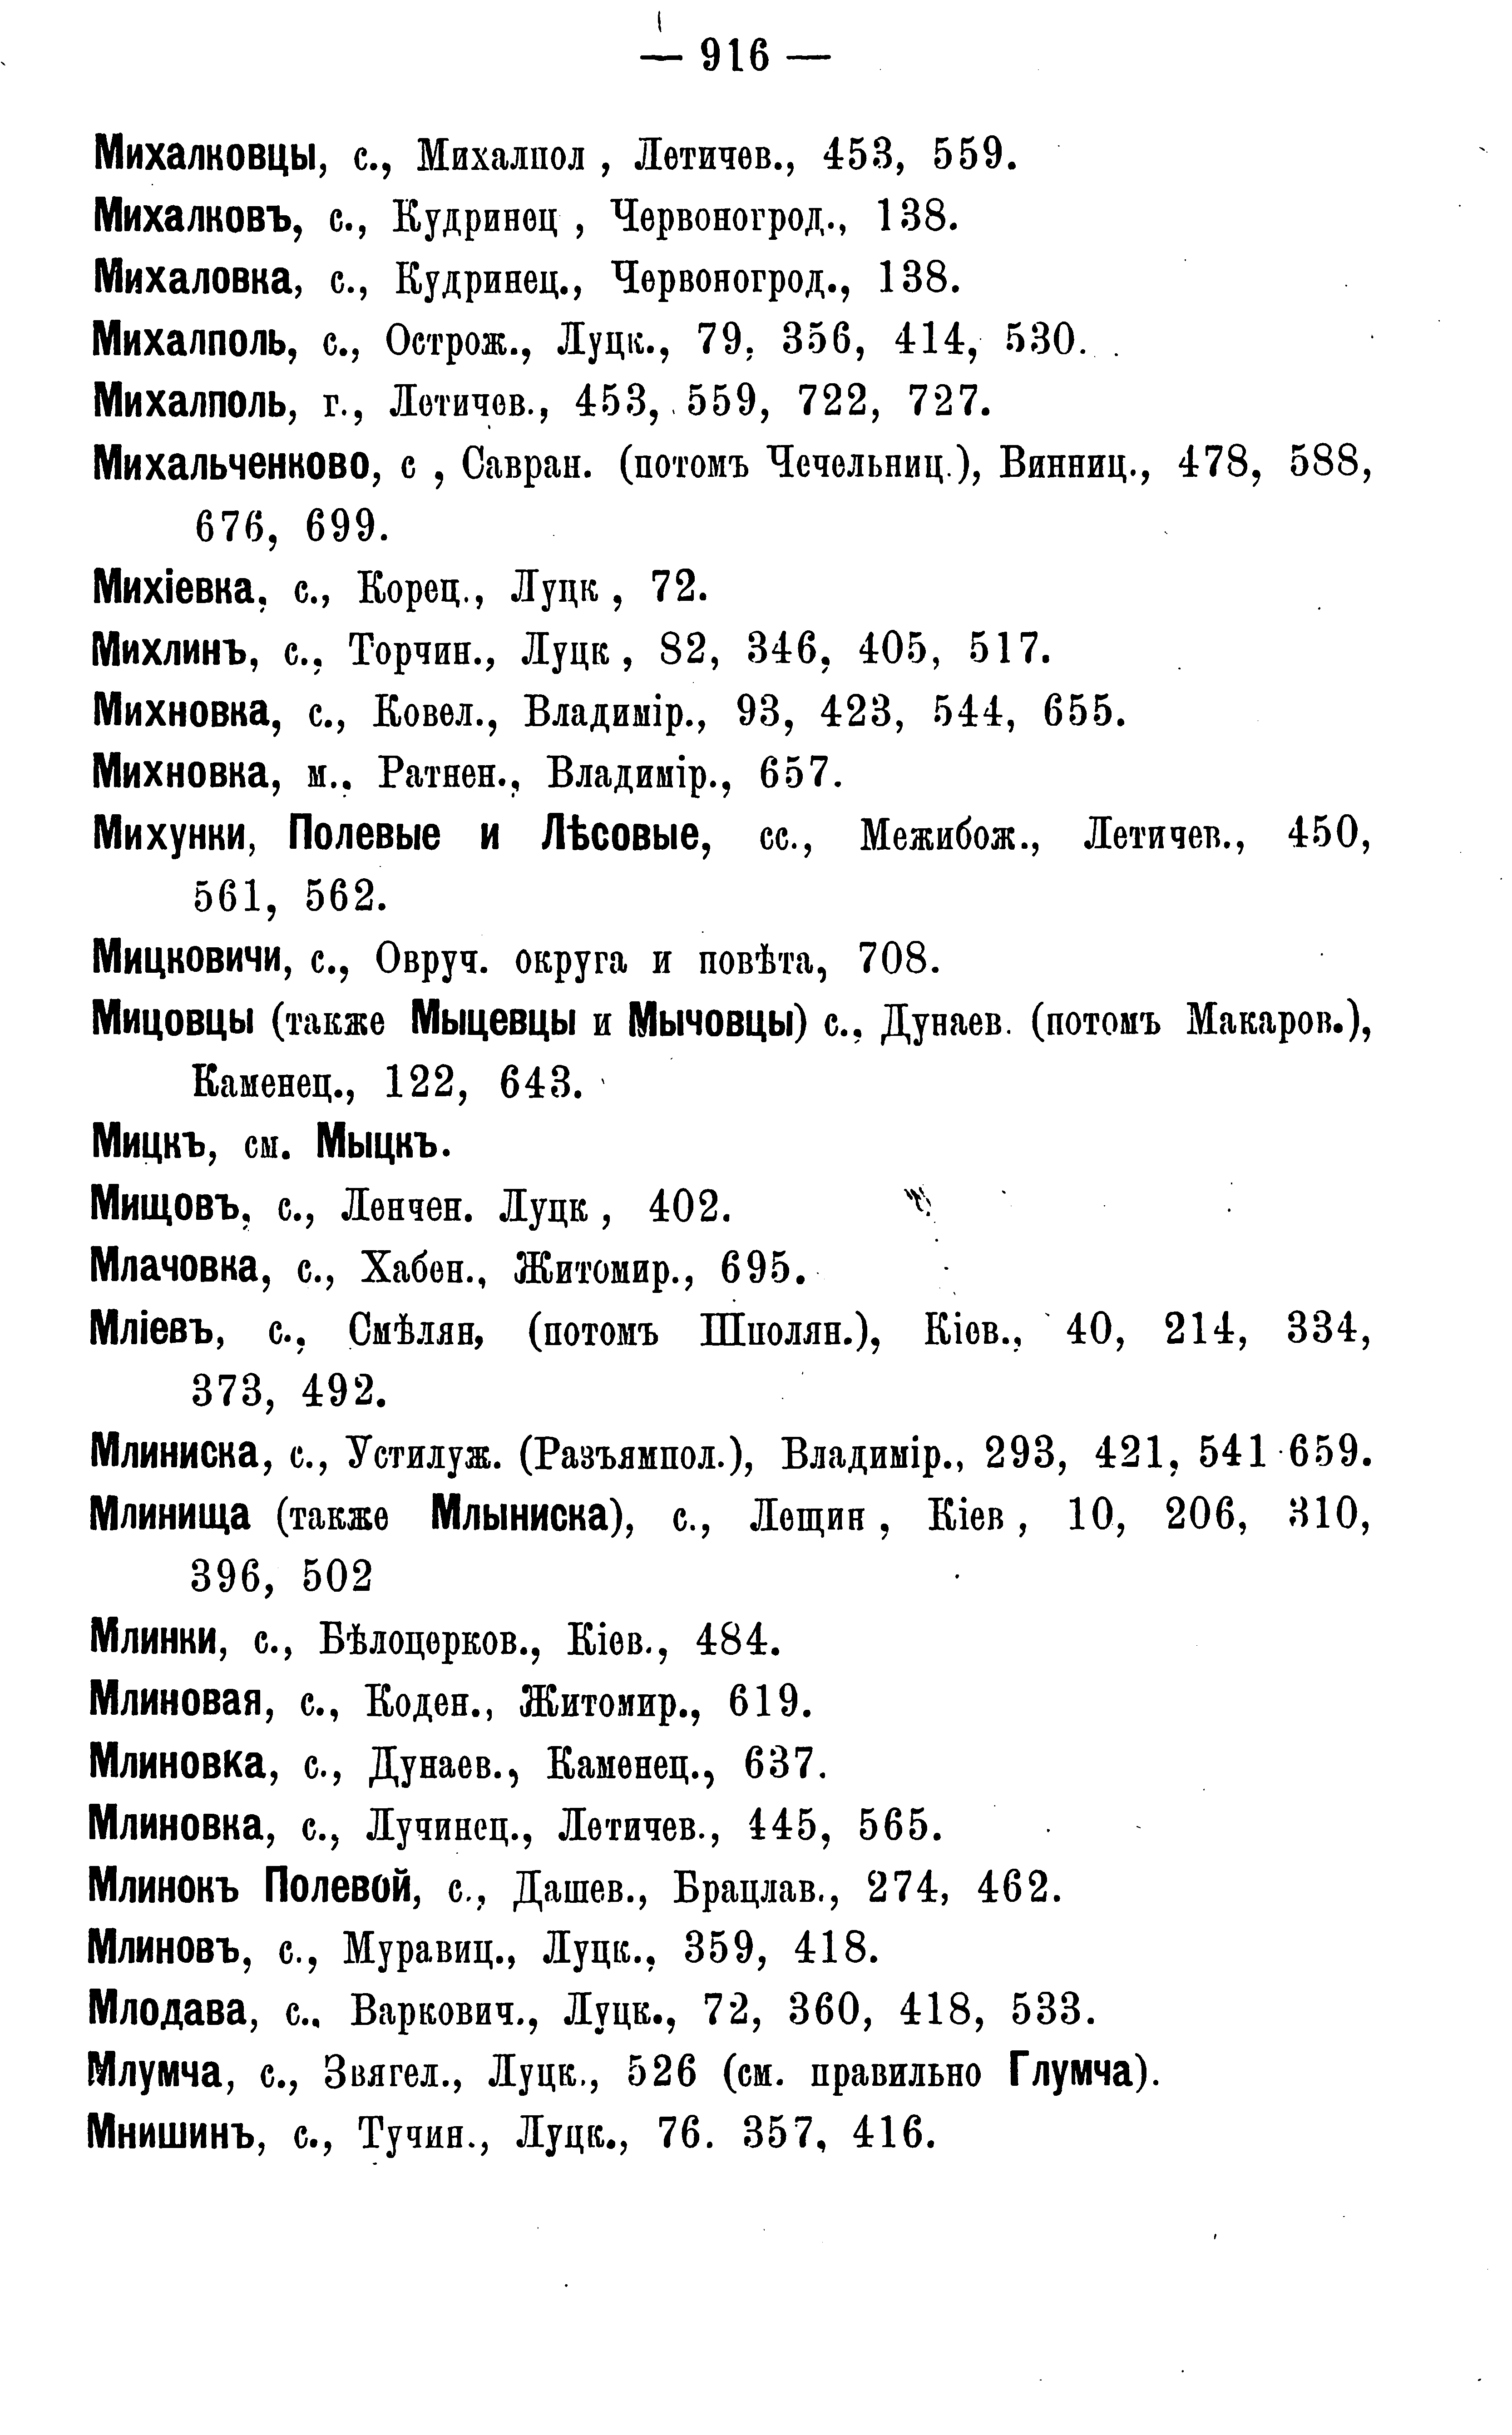 — 916 —
Михалковцы, с., Михалпол , Летичев., 453, 559.
Михалковъ, с., Кудринец , Червоногрод., 138.
Михаловка, с., Кудринец., Червоногрод., 138.
Михалполь, с., Острож., Луцк., 79, 356, 414, 530.
Михалполь, г., Летичев., 453, 559, 722, 727.
Михальченково, с , Савран. (потомъ Чечельниц.), Винниц., 478, 588,
676, 699.
Михіевка, с., Корец., Луцк , 72.
Михлинъ, с., Торчин., Луцк , 82, 346, 405, 517.
Михновка, с., Ковел., Владимір., 93, 423, 544, 655.
Михновка, м., Ратнен., Владимір., 657.
Михунки, Полевые и Лѣсовые, сс., Межибож., Летичев., 450,
561, 562.
Мицковичи, с., Овруч. округа и повѣта, 708.
Мицовцы (также Мыцевцы и Мычовцы) с., Дунаев. (потомъ Макаров.),
Каменец., 122, 643.
Мицкъ, см. Мыцкъ.
Мищовъ, с., Ленчен. Луцк , 402.
Млачовка, с., Хабен., Житомир., 695.
Мліевъ, с., Смѣлян, (потомъ Шполян.), Кіев., 40, 214, 334,
373, 492.
Млиниска, с., Устилуж. (Разъямпол.), Владимір., 293, 421, 541 659.
Млинища (также Млыниска), с., Лещин , Кіев , 10, 206, 310,
396, 502
Млинки, с., Бѣлоцерков., Кіев., 484.
Млиновая, с., Коден., Житомир., 619.
Млиновка, с., Дунаев., Каменец., 637.
Млиновка, с., Лучинец., Летичев., 445, 565.
Млинокъ Полевой, с., Дашев., Брацлав., 274, 462.
Млиновъ, с., Муравиц., Луцк., 359, 418.
Млодава, с., Варкович., Луцк., 72, 360, 418, 533.
Млумча, с., Звягел., Луцк., 526 (см. правильно Глумча).
Мнишинъ, с., Тучин., Луцк., 76. 357, 416.